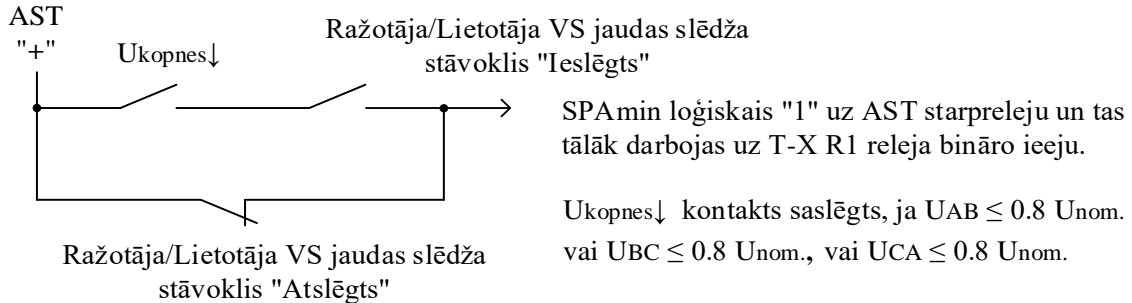 AST
"+"
Ukopnes↓
Ražotāja/Lietotāja VS jaudas slēdža
stāvoklis "Ieslēgts"
SPAmin loģiskais "1" uz AST starpreleju un tas
tālāk darbojas uz T-X R1 releja bināro ieeju.
Ukopnes↓ kontakts saslēgts, ja UAB ≤ 0.8 Unom.
vai UBC ≤ 0.8 Unom., vai UCA ≤ 0.8 Unom.
Ražotāja/Lietotāja VS jaudas slēdža
stāvoklis "Atslēgts"